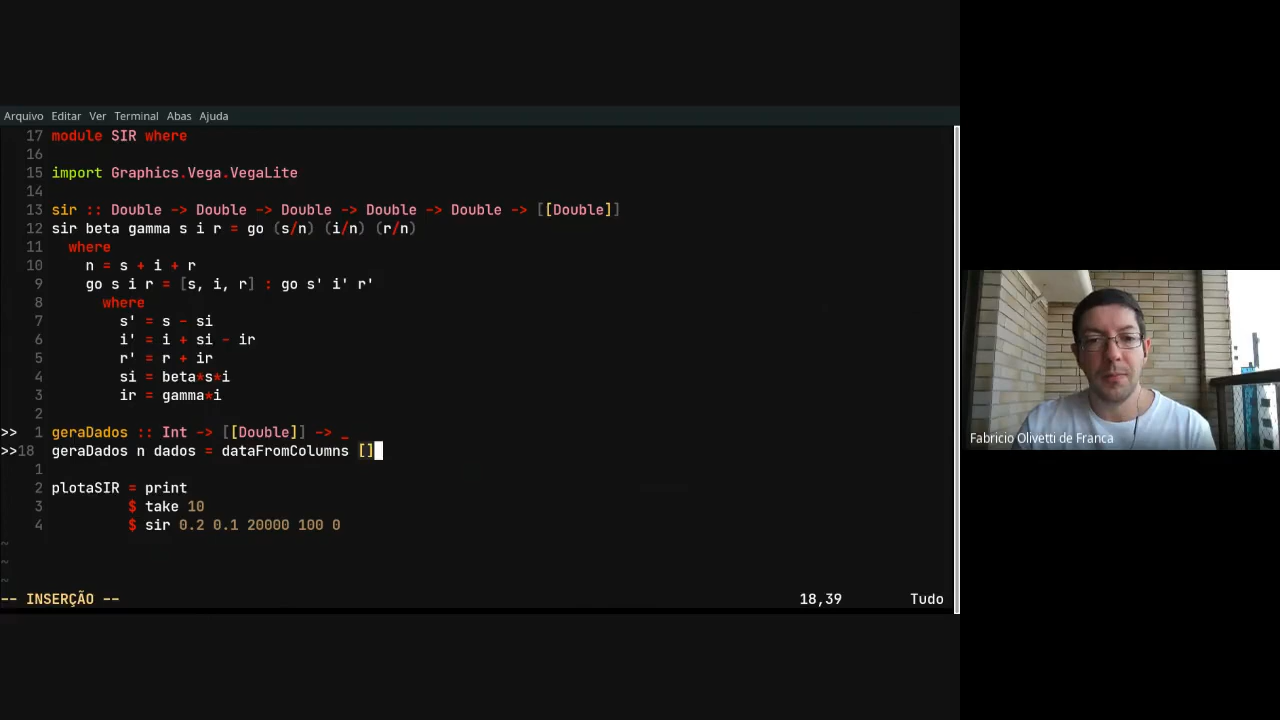 Arquivo Editar Ver Terminal Abas Ajuda
17 module SIR where
16
15 import Graphics.Vega.VegaLite
14
13 sir :: Double -> Double -> Double -> Double -> Double -> [[Double]]
12 sir beta gamma s i r = go (s/n) (i/n) (r/n)
11   where
10     n = s + i + r
9     go s i r = [s, i, r] : go s' i' r'
8       where
7         s' = s - si
6         i' = i + si - ir
5         r' = r + ir
4         si = beta*s*i
3         ir = gamma*i
2
>> 1 geraDados :: Int -> [[Double]] -> _
>>18 geraDados n dados = dataFromColumns []
1
2 plotaSIR = print
3          $ take 10
4          $ sir 0.2 0.1 20000 100 0
~
~
~
-- INSERÇÃO -- 18,39 Tudo
Fabricio Olivetti de Franca